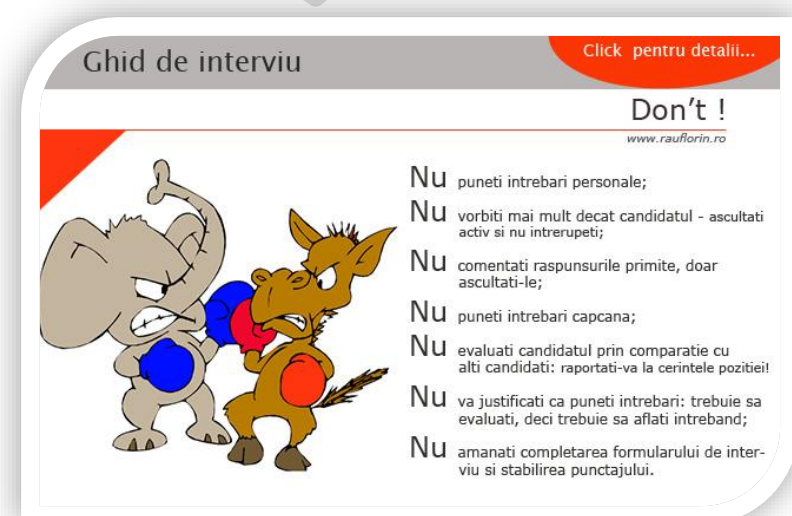 Ghid de interviu
Click pentru detalii...
Don't !
www.rauflorin.ro
Nu puneti intrebari personale;
Nu vorbiti mai mult decat candidatul - ascultati
activ si nu intrerupeti;
Nu comentati raspunsurile primite, doar
ascultati-le;
Nu puneti intrebari capcana;
Nu evaluati candidatul prin comparatie cu
alti candidati: raportati-va la cerintele pozitiei!
Nu va justificati ca puneti intrebari: trebuie sa
evaluati, deci trebuie sa aflati intreband;
Nu amanati completarea formularului de inter-
viu si stabilirea punctajului.